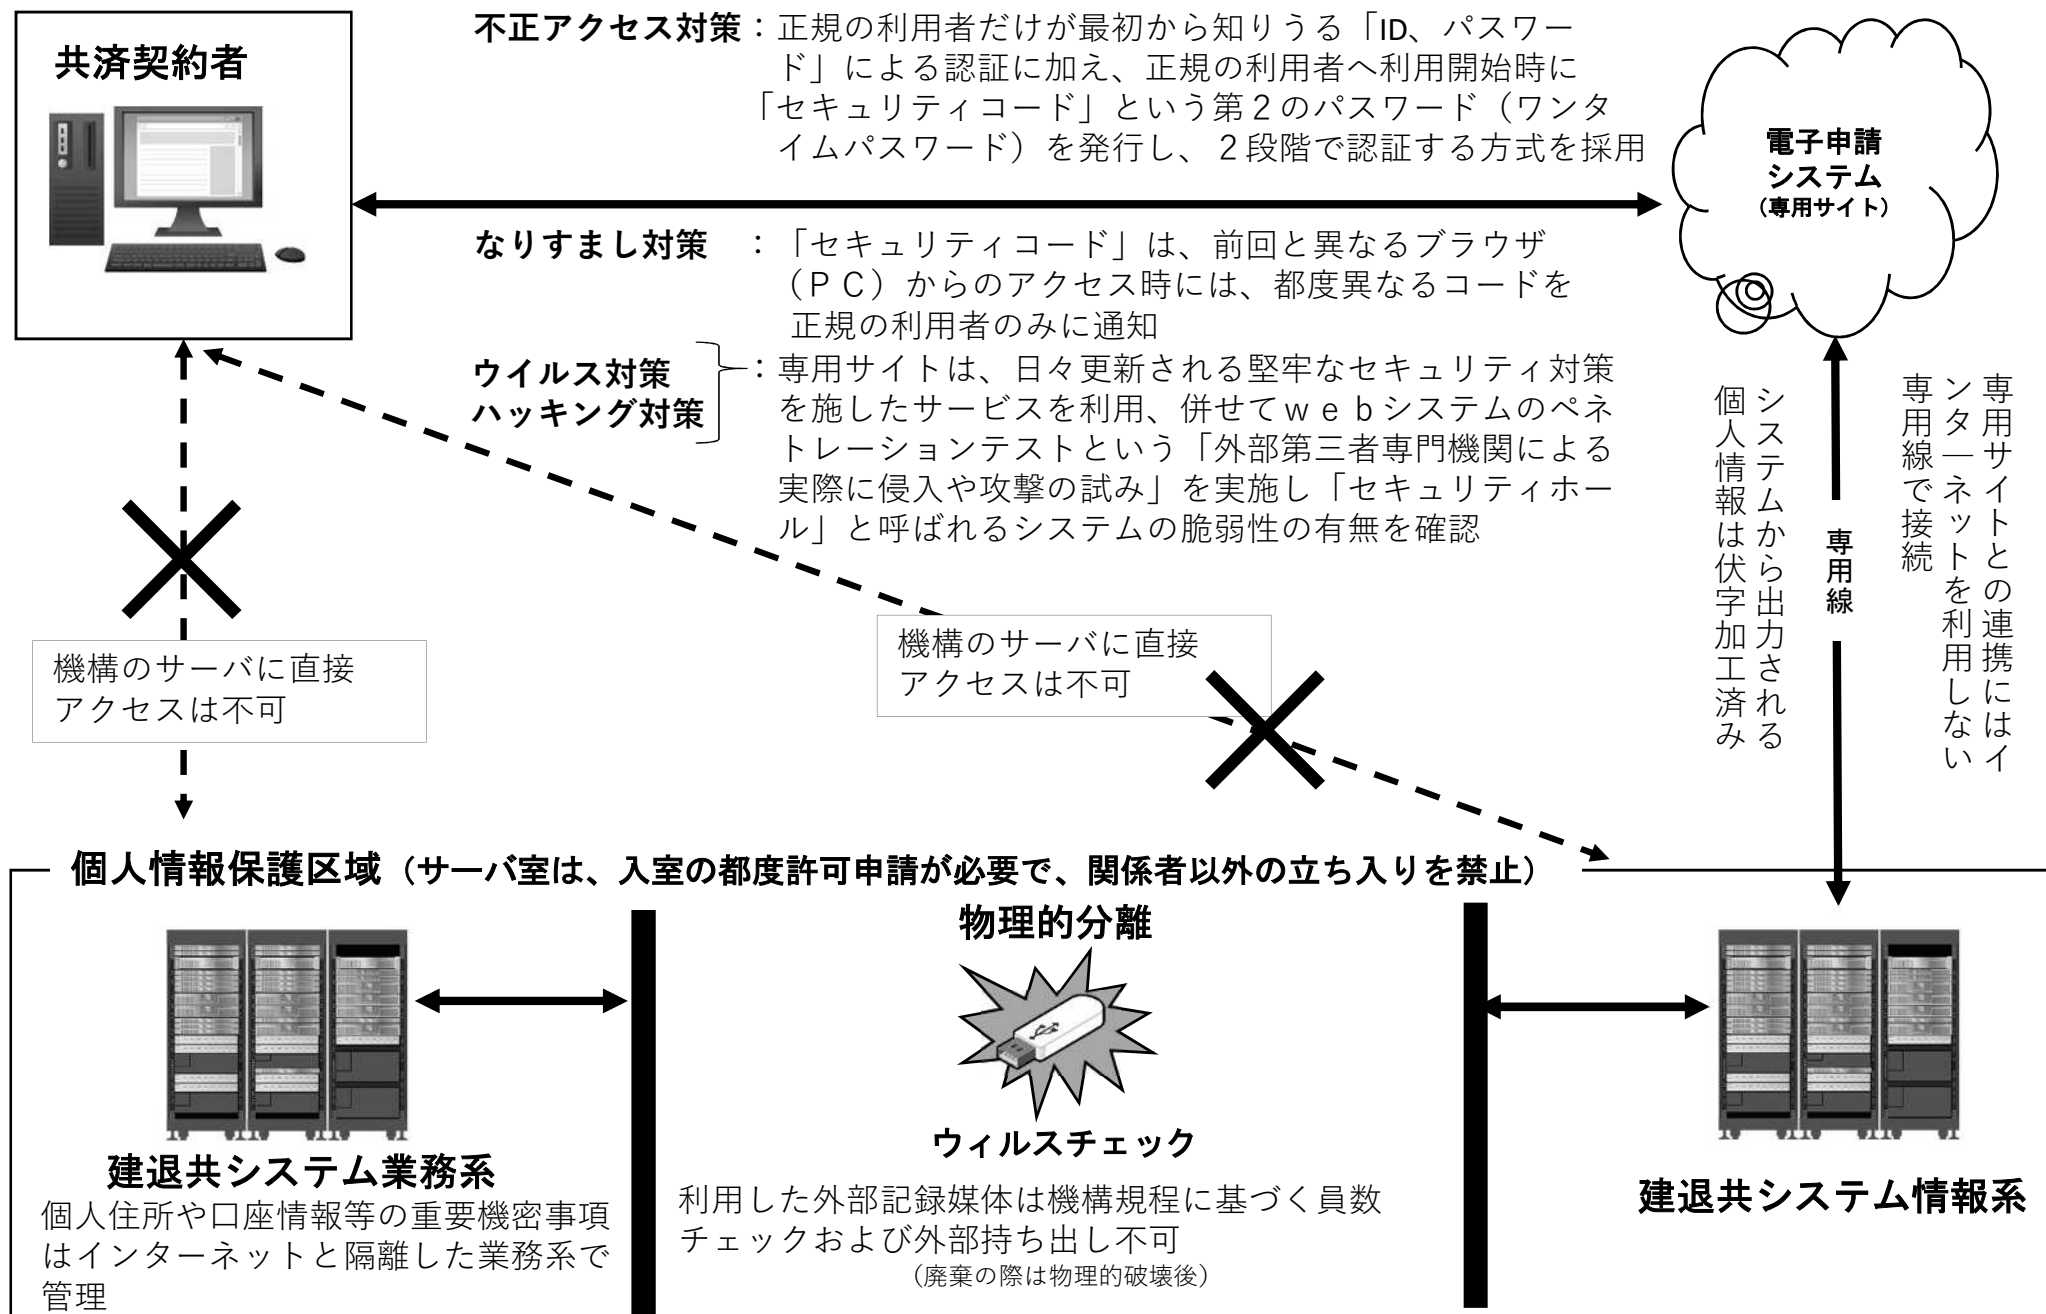 共済契約者
不正アクセス対策：正規の利用者だけが最初から知りうる「ID、パスワー
ド」による認証に加え、正規の利用者へ利用開始時に
「セキュリティコード」という第２のパスワード（ワンタ
イムパスワード）を発行し、２段階で認証する方式を採用
電子申請
システム
（専用サイト）
なりすまし対策　：「セキュリティコード」は、前回と異なるブラウザ
（ＰＣ）からのアクセス時には、都度異なるコードを
正規の利用者のみに通知
ウイルス対策
ハッキング対策
：専用サイトは、日々更新される堅牢なセキュリティ対策
を施したサービスを利用、併せてｗｅｂシステムのペネ
トレーションテストという「外部第三者専門機関による
実際に侵入や攻撃の試み」を実施し「セキュリティホー
ル」と呼ばれるシステムの脆弱性の有無を確認
専用サイトとの連携にはイ
ンタ―ネットを利用しない
専用線で接続
専用線
システムから出力される
個人情報は伏字加工済み
機構のサーバに直接
アクセスは不可
機構のサーバに直接
アクセスは不可
個人情報保護区域（サーバ室は、入室の都度許可申請が必要で、関係者以外の立ち入りを禁止）
物理的分離
ウィルスチェック
利用した外部記録媒体は機構規程に基づく員数
チェックおよび外部持ち出し不可
（廃棄の際は物理的破壊後）
建退共システム業務系
個人住所や口座情報等の重要機密事項
はインターネットと隔離した業務系で
管理
建退共システム情報系